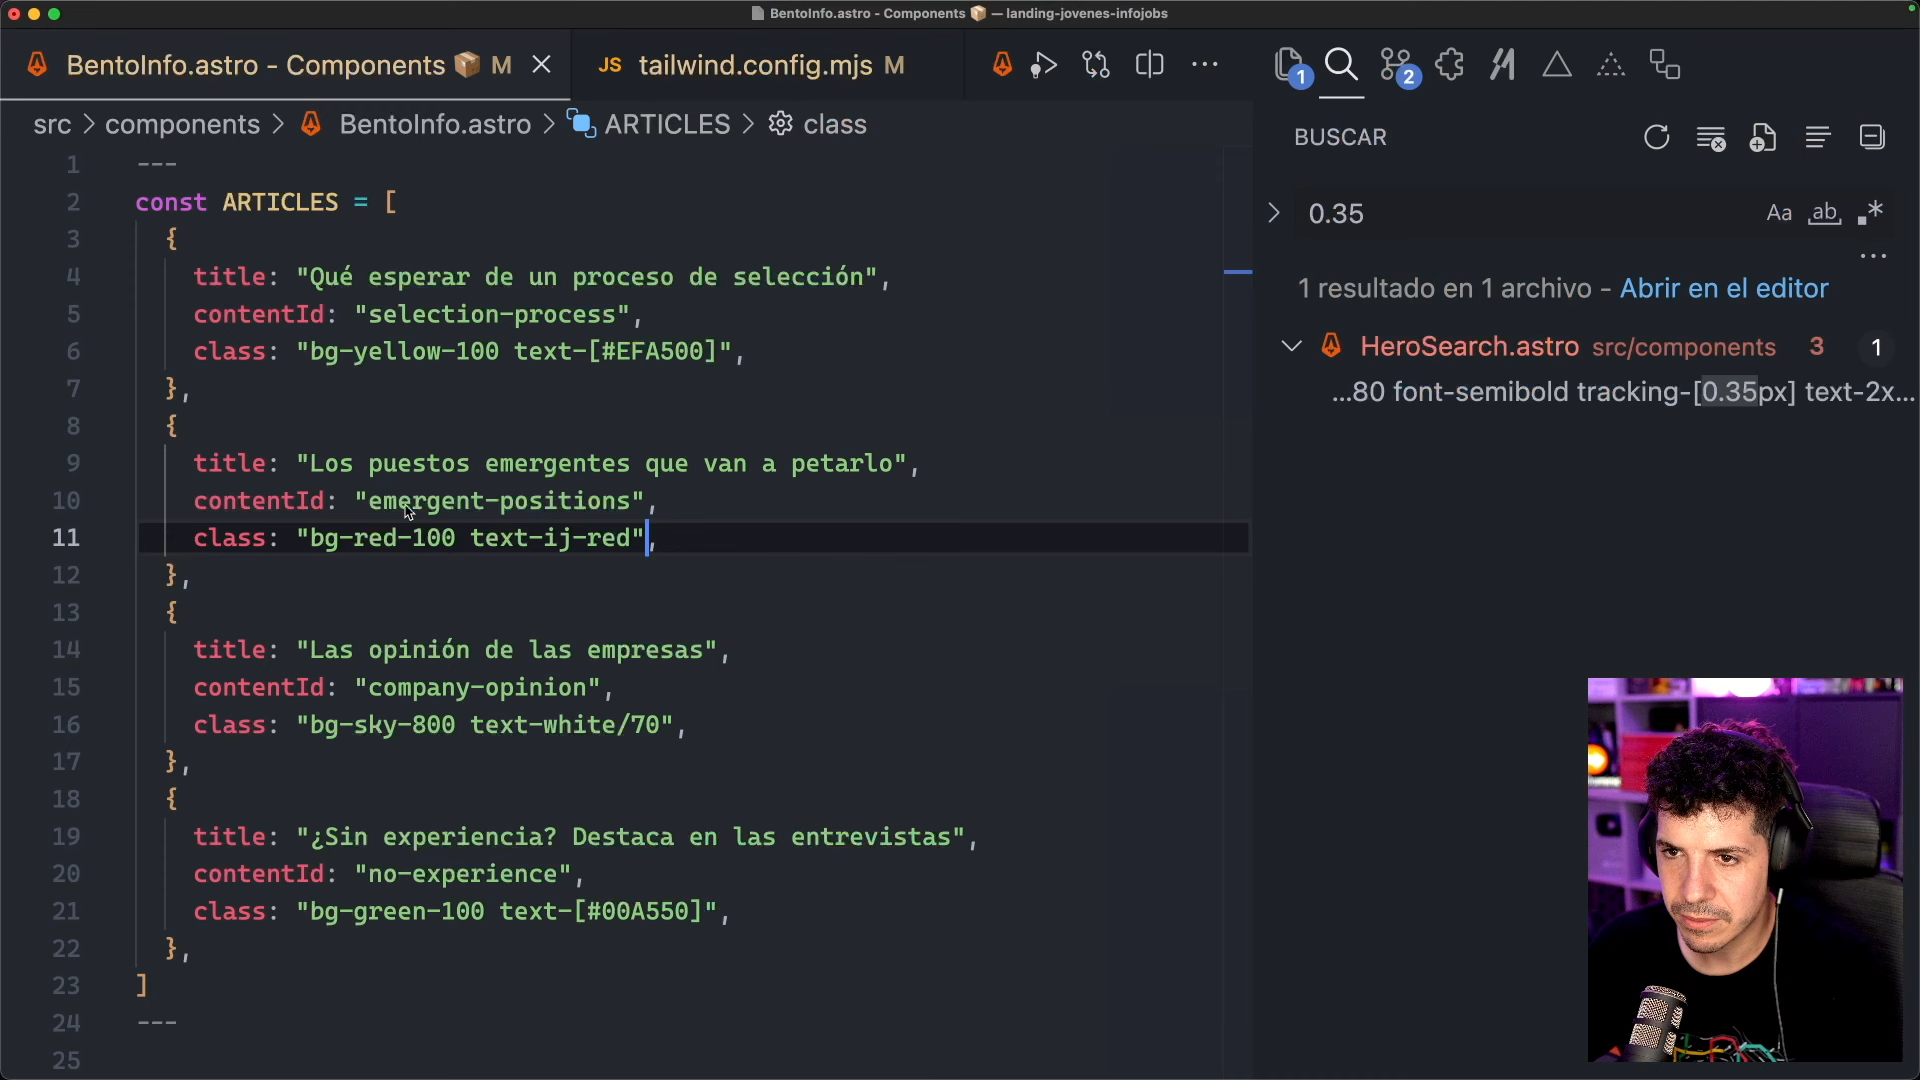 BentoInfo.astro - Components 📦 — landing-jovenes-infojobs
BentoInfo.astro - Components 📦 M
JS tailwind.config.mjs M
1
2
src > components > BentoInfo.astro > ARTICLES > class
BUSCAR
0.35
Aa ab .*
1 resultado en 1 archivo - Abrir en el editor
HeroSearch.astro src/components 3 1
...80 font-semibold tracking-[0.35px] text-2x...
1 ---
2 const ARTICLES = [
3 {
4 title: "Qué esperar de un proceso de selección",
5 contentId: "selection-process",
6 class: "bg-yellow-100 text-[#EFA500]",
7 },
8 {
9 title: "Los puestos emergentes que van a petarlo",
10 contentId: "emergent-positions",
11 class: "bg-red-100 text-ij-red",
12 },
13 {
14 title: "Las opinión de las empresas",
15 contentId: "company-opinion",
16 class: "bg-sky-800 text-white/70",
17 },
18 {
19 title: "¿Sin experiencia? Destaca en las entrevistas",
20 contentId: "no-experience",
21 class: "bg-green-100 text-[#00A550]",
22 },
23 ]
24 ---
25